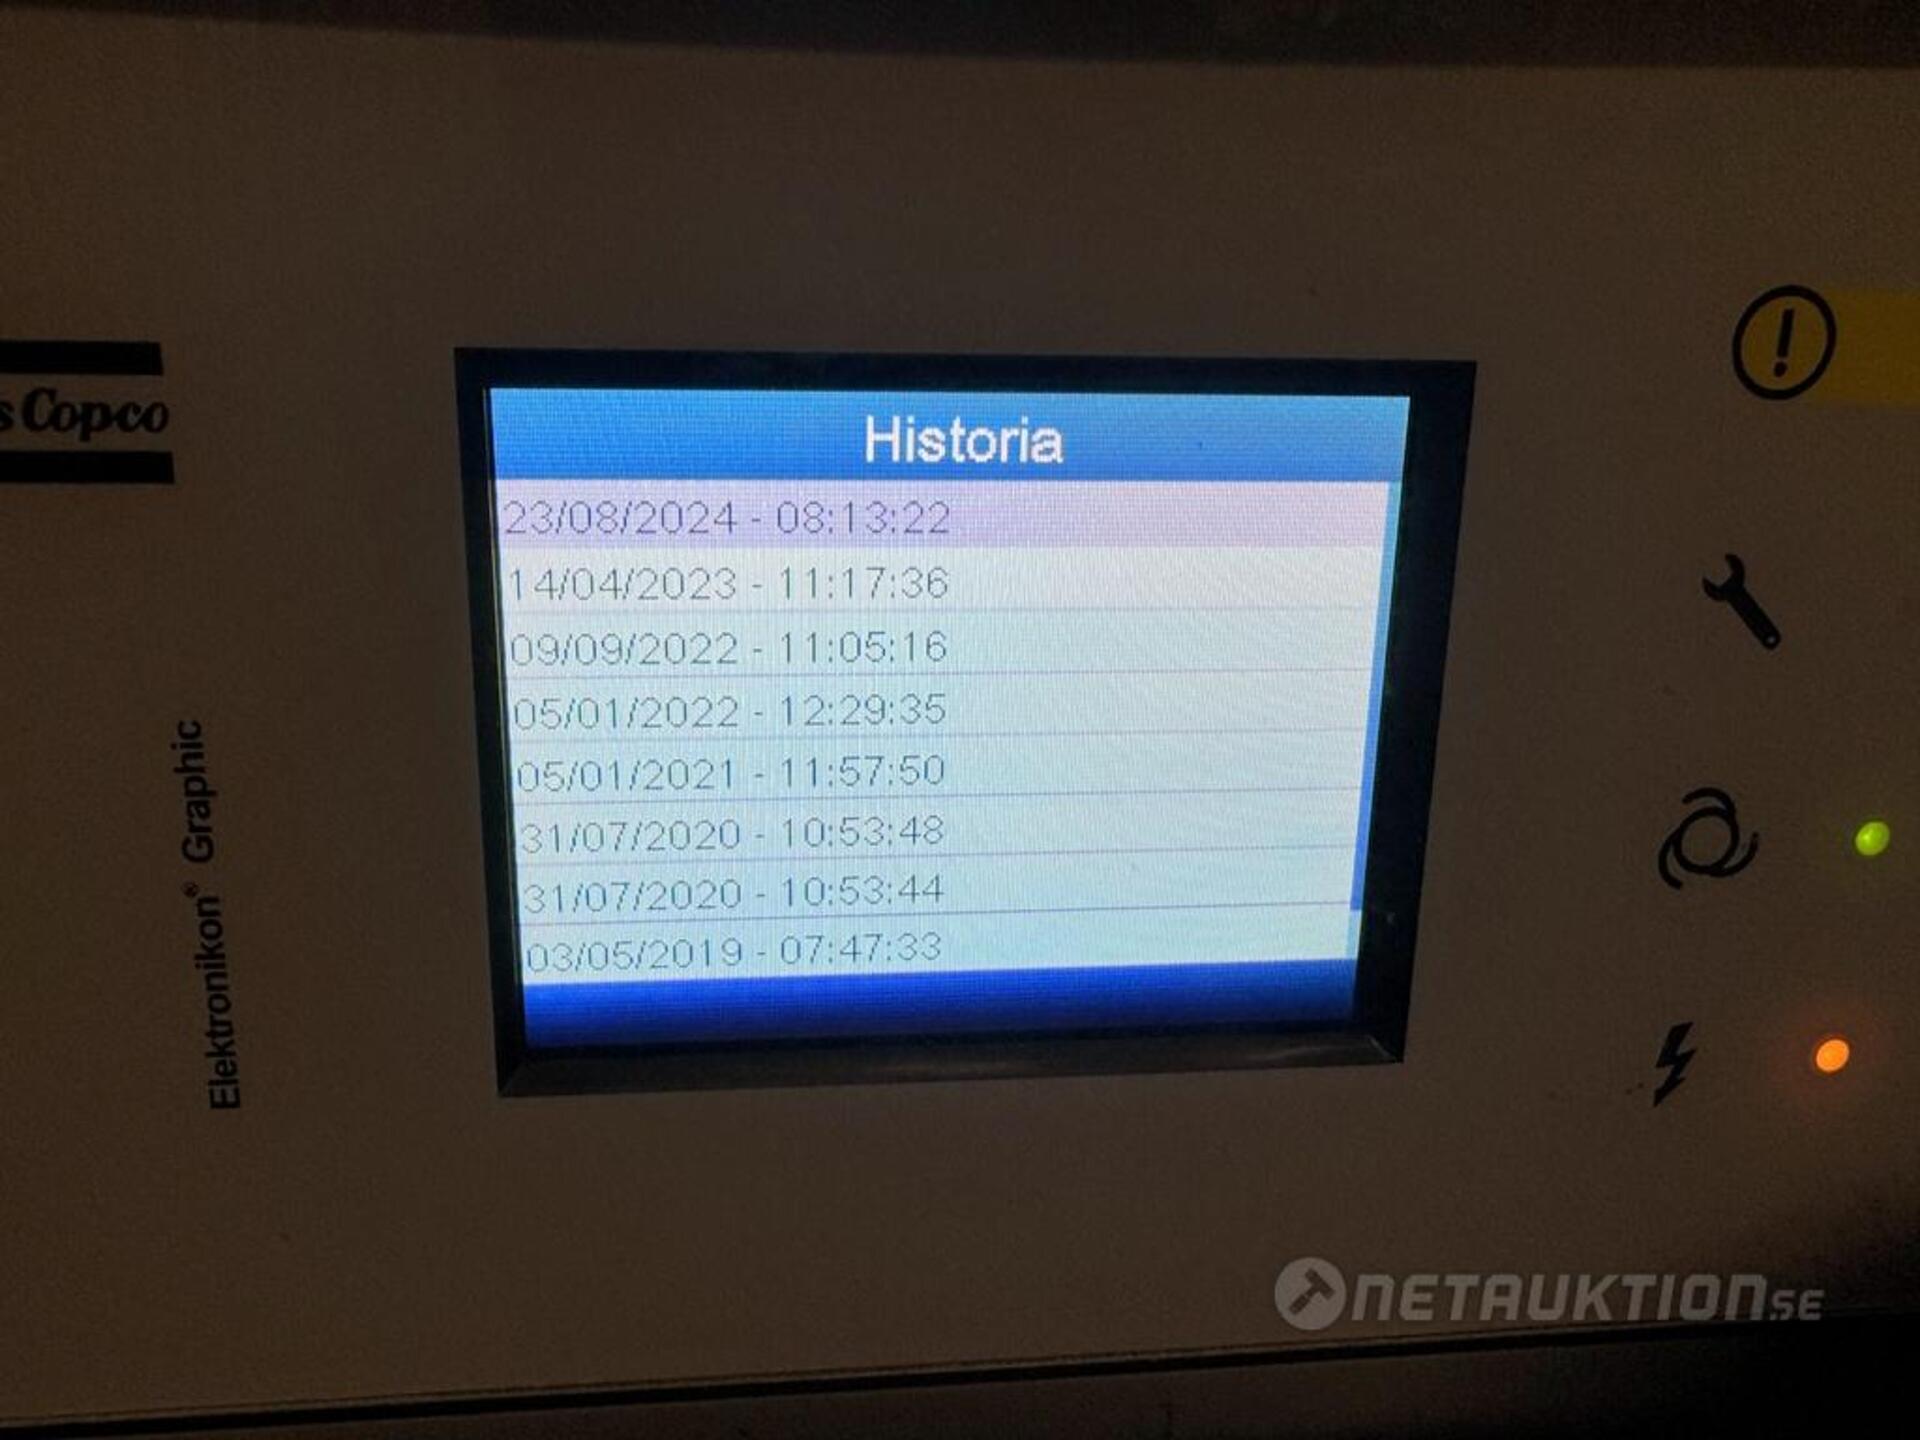 s Copco
Historia
23/08/2024 - 08:13:22
14/04/2023 - 11:17:36
09/09/2022 - 11:05:16
05/01/2022 - 12:29:35
05/01/2021 - 11:57:50
31/07/2020 - 10:53:48
31/07/2020 - 10:53:44
03/05/2019 - 07:47:33
Elektronikon® Graphic
NETAUKTION.SE